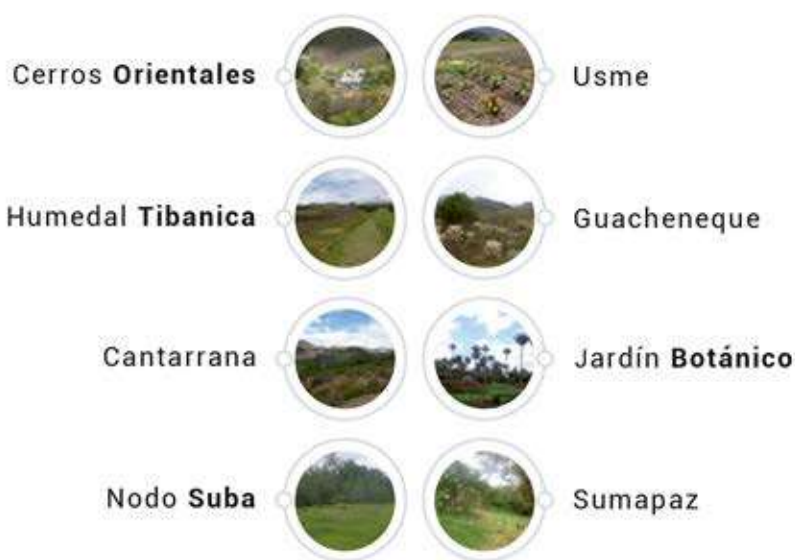 Cerros Orientales
Usme
Humedal Tibanica
Guacheneque
Cantarrana
Jardín Botánico
Nodo Suba
Sumapaz